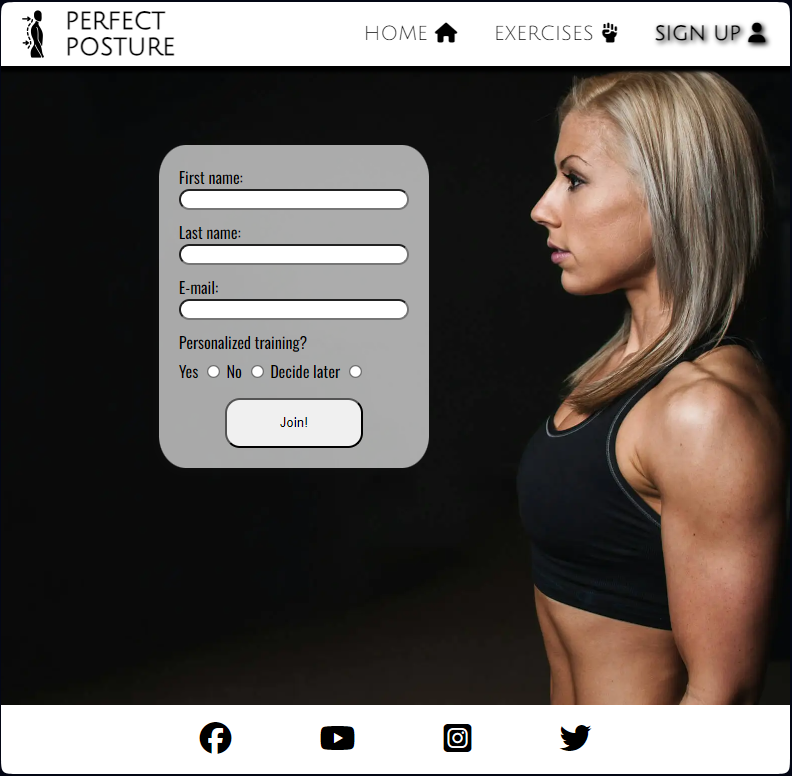 PERFECT
POSTURE
HOME
EXERCISES
SIGN UP
First name:
Last name:
E-mail:
Personalized training?
Yes No Decide later
Join!